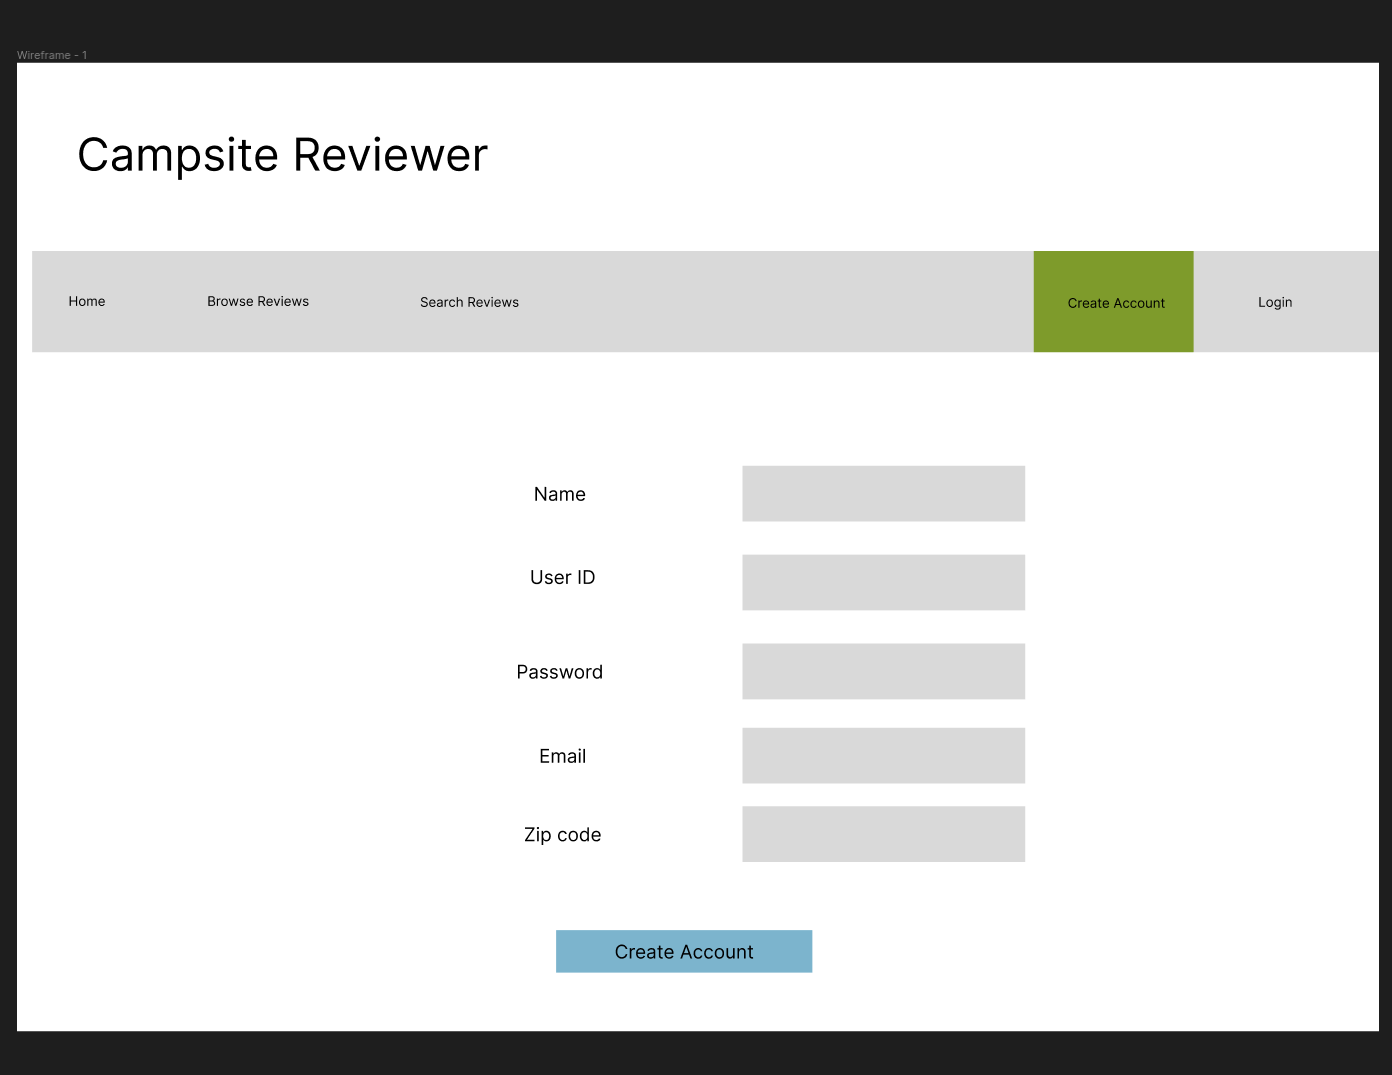 Wireframe - 1
Campsite Reviewer
Home Browse Reviews Search Reviews Create Account Login
Name
User ID
Password
Email
Zip code
Create Account